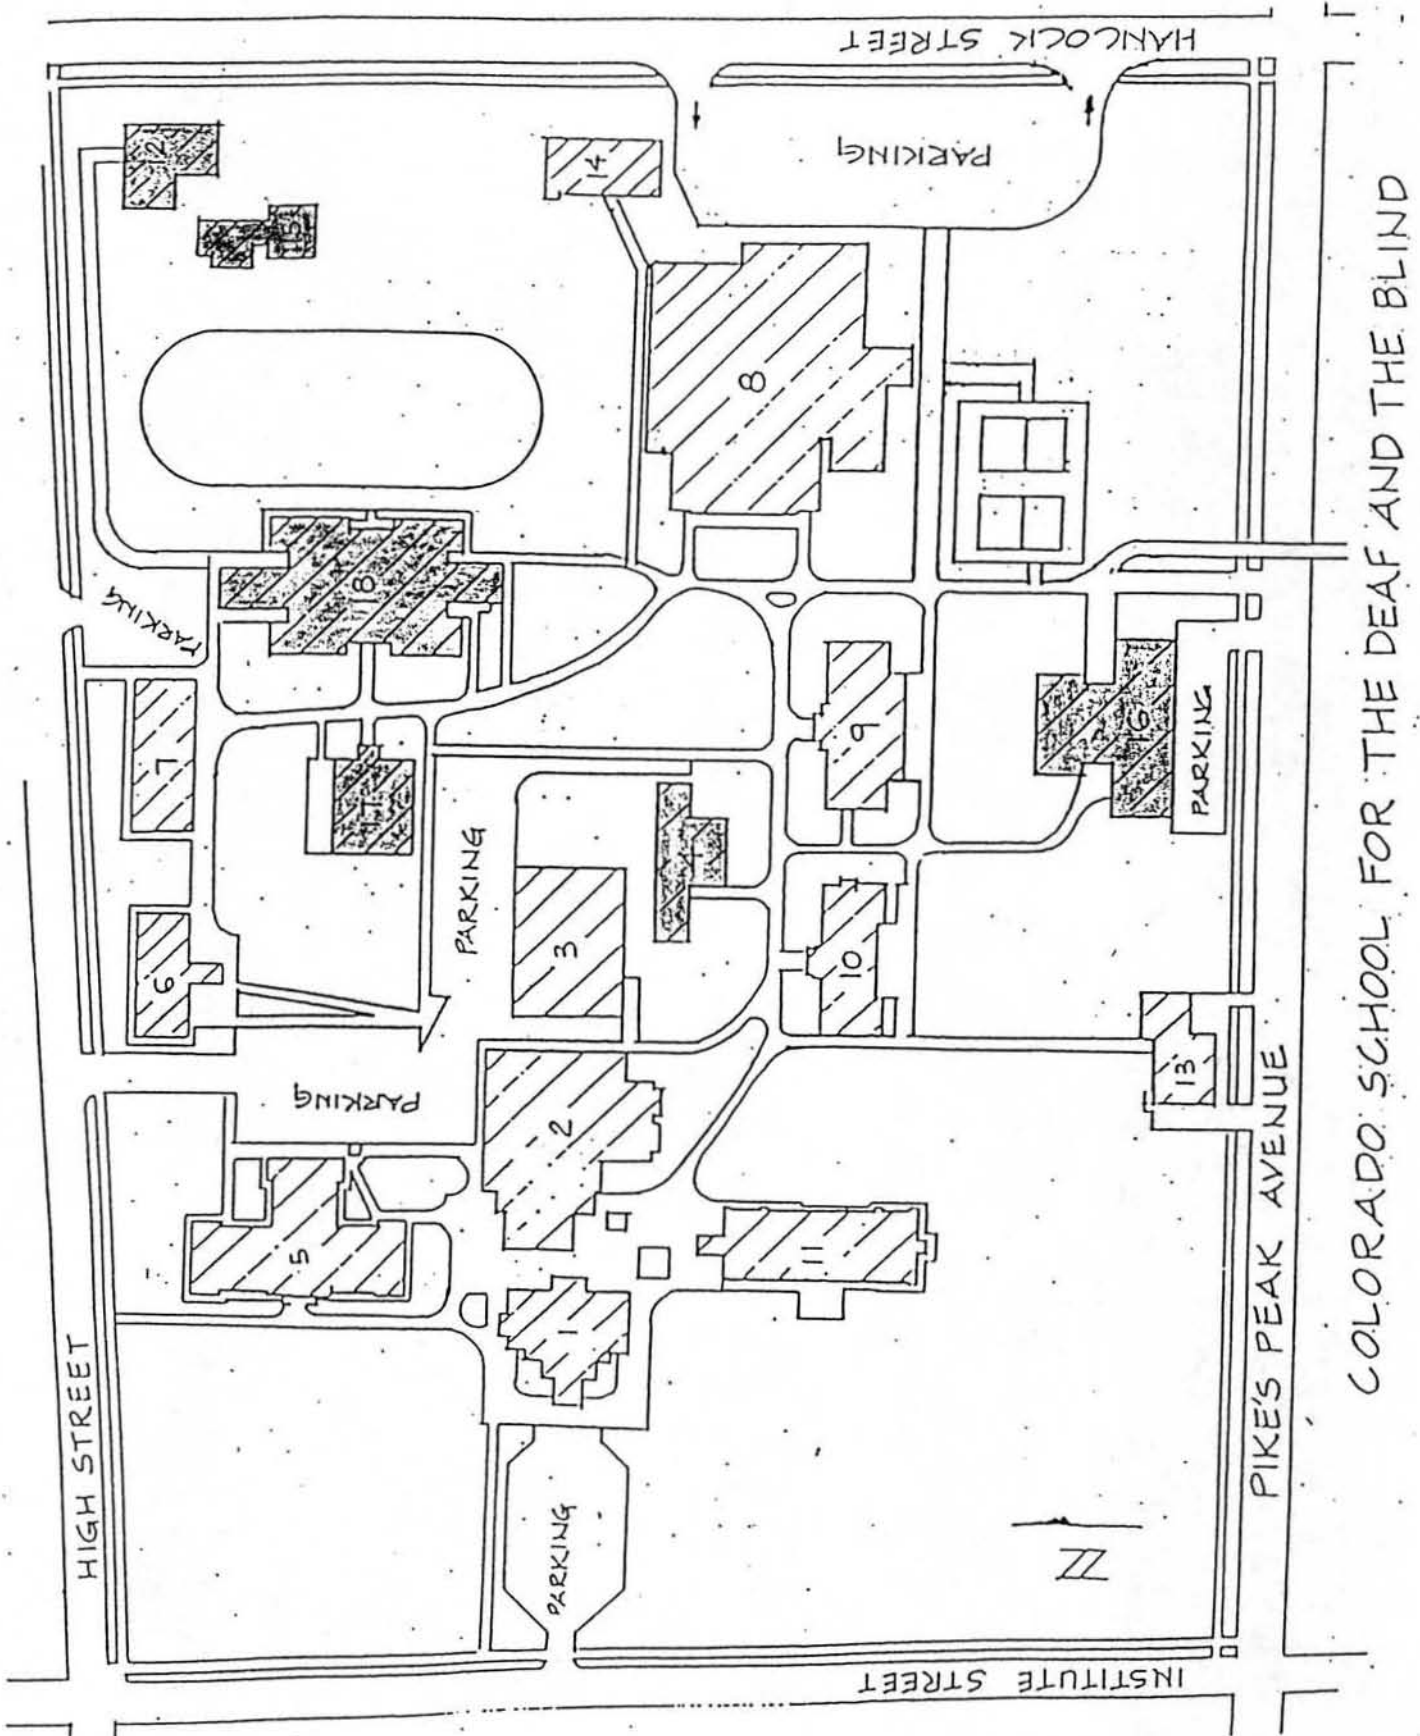 HANCOCK STREET
12
14
PARKING
15
8
18
PARKING
7
17
9
16
PARKING
PARKING
4
3
6
10
PARKING
2
13
5
11
1
HIGH STREET
PARKING
N
INSTITUTE STREET
PIKE'S PEAK AVENUE
COLORADO SCHOOL FOR THE DEAF AND THE BLIND